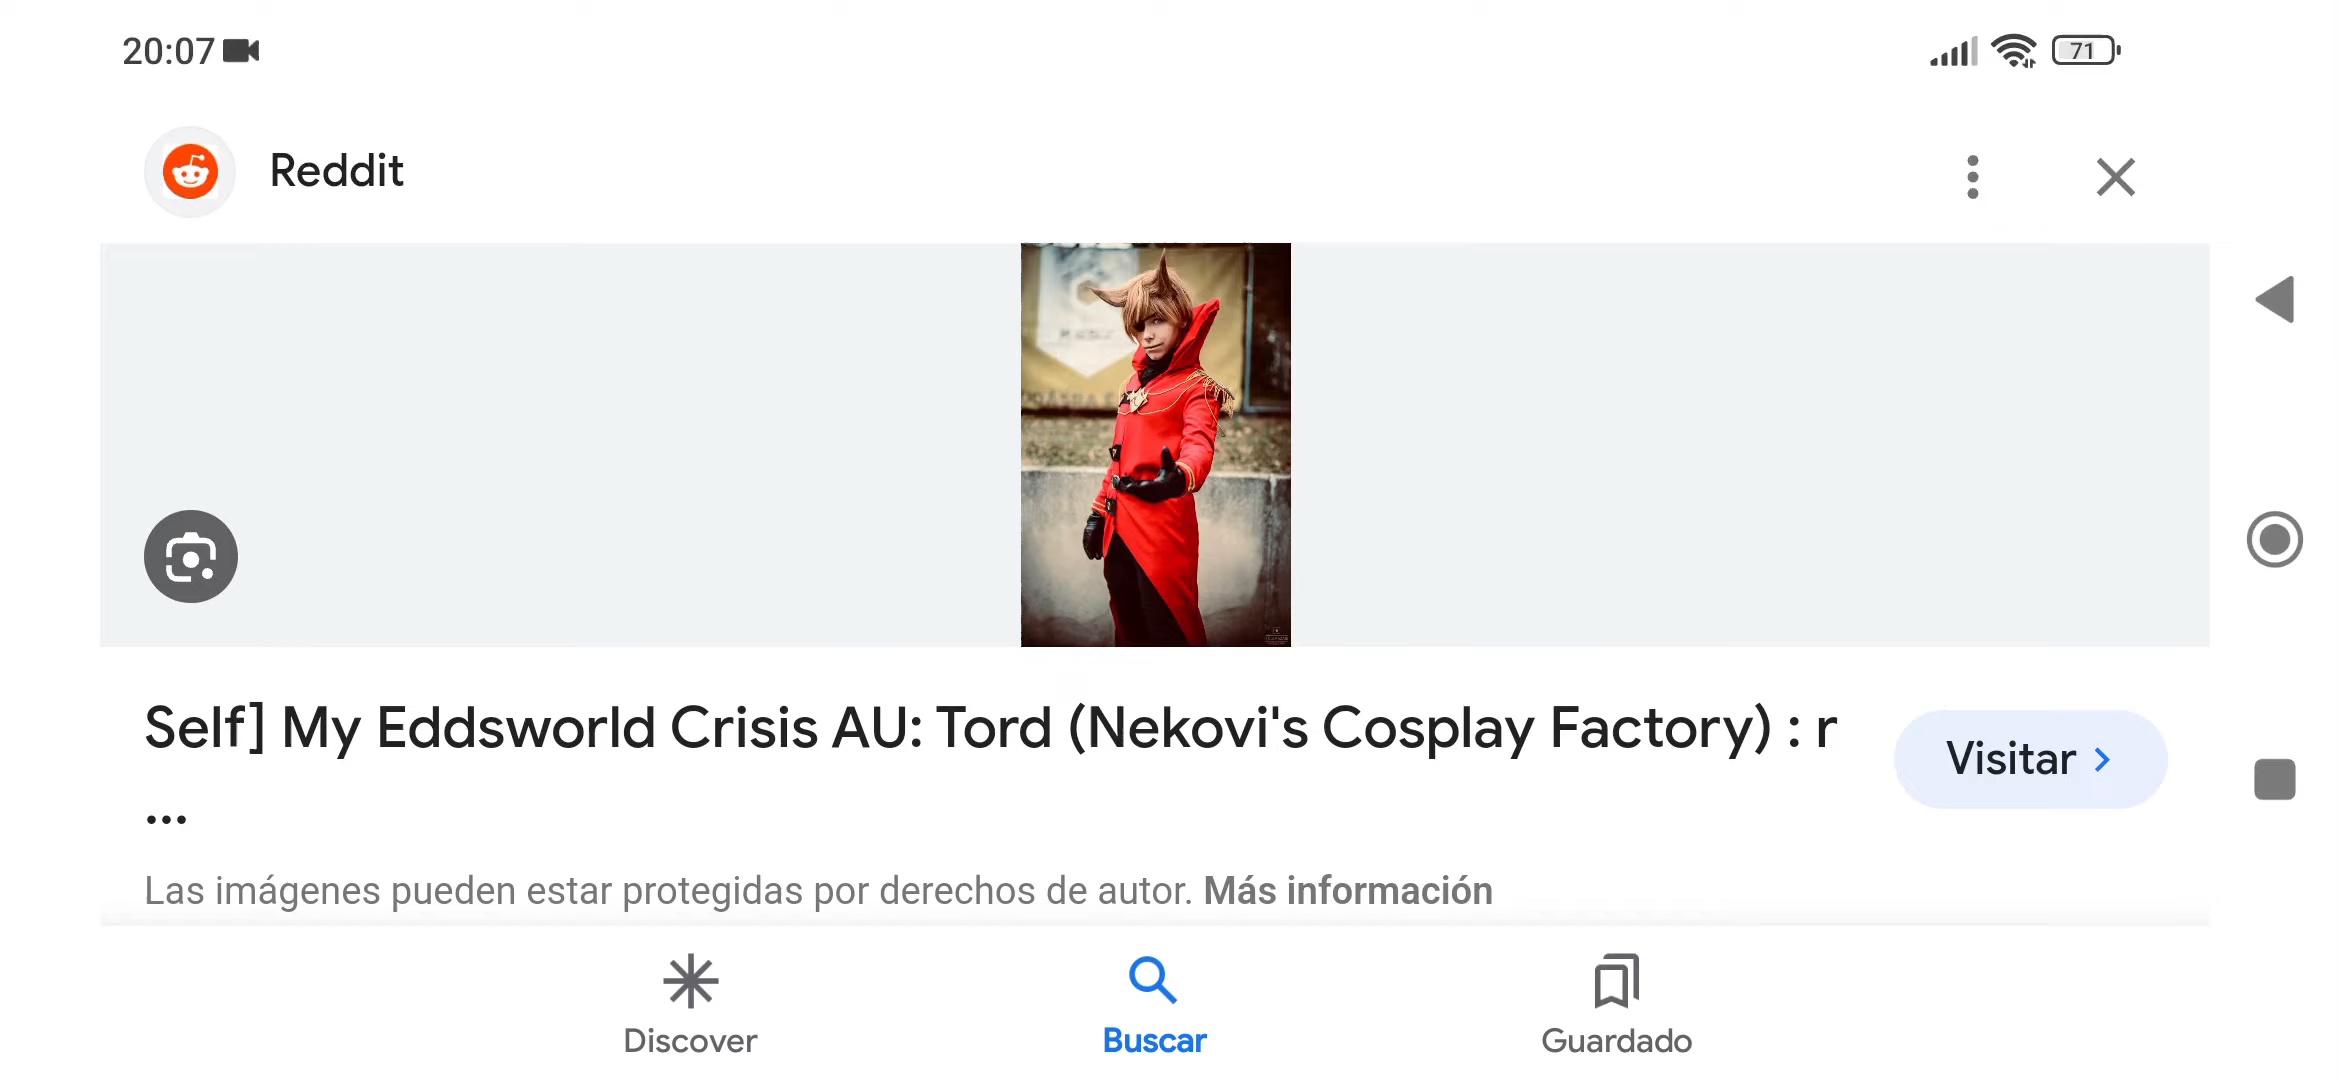 20:07
71
Reddit
Self] My Eddsworld Crisis AU: Tord (Nekovi's Cosplay Factory) : r
...
Visitar
Las imágenes pueden estar protegidas por derechos de autor. Más información
Discover
Buscar
Guardado